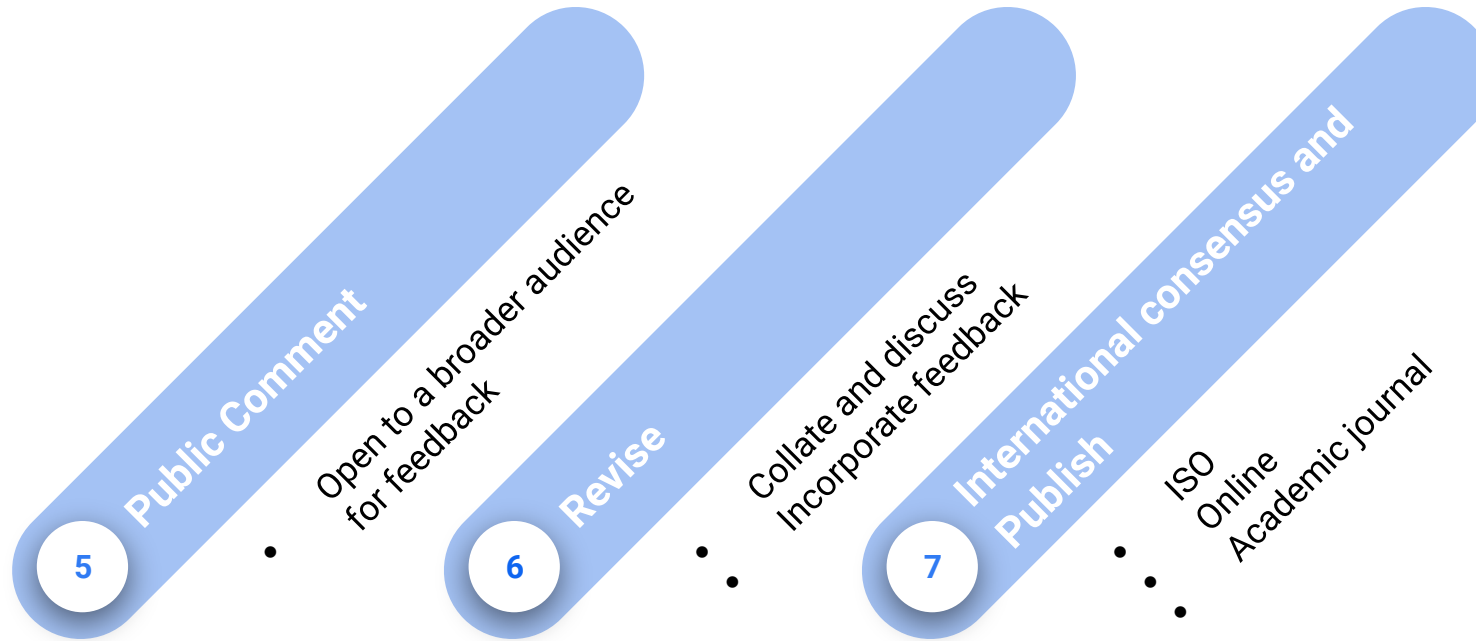 5
Public Comment
• Open to a broader audience
for feedback
6
Revise
• Collate and discuss
• Incorporate feedback
7
International consensus and
Publish
• ISO
• Online
• Academic journal